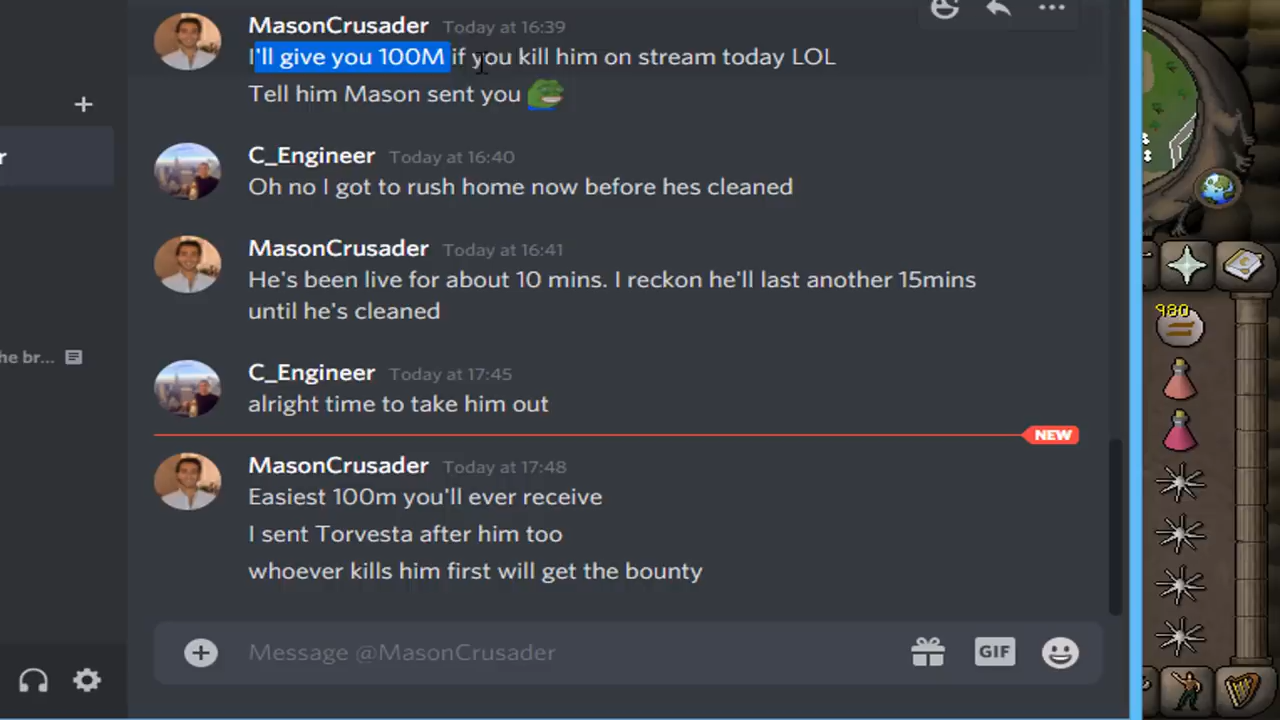 MasonCrusader Today at 16:39
I'll give you 100M if you kill him on stream today LOL
Tell him Mason sent you
C_Engineer Today at 16:40
Oh no I got to rush home now before hes cleaned
MasonCrusader Today at 16:41
He's been live for about 10 mins. I reckon he'll last another 15mins
until he's cleaned
C_Engineer Today at 17:45
alright time to take him out
NEW
MasonCrusader Today at 17:48
Easiest 100m you'll ever receive
I sent Torvesta after him too
whoever kills him first will get the bounty
Message @MasonCrusader
GIF
r
he br...
980